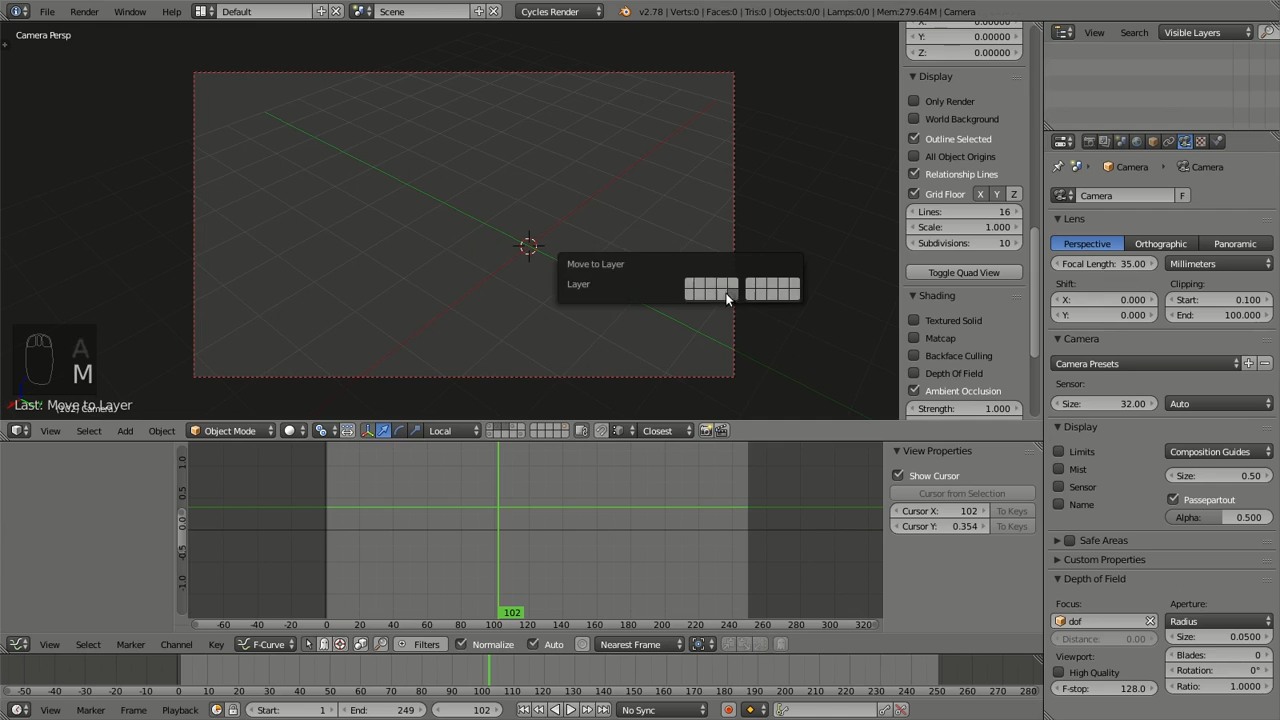 File Render Window Help Default Scene Cycles Render v2.78 | Verts:0 | Faces:0 | Tris:0 | Objects:0/0 | Lamps:0/0 | Mem:279.64M | Camera
Camera Persp
Y: 0.00000
Z: 0.00000
Display
Only Render
World Background
Outline Selected
All Object Origins
Relationship Lines
Grid Floor X Y Z
Lines: 16
Scale: 1.000
Subdivisions: 10
Toggle Quad View
Shading
Textured Solid
Matcap
Backface Culling
Depth Of Field
Ambient Occlusion
Strength: 1.000
Move to Layer
Layer
A
M
Last: Move to Layer
View Select Add Object Object Mode Local Closest
View Search Visible Layers
Camera Camera
Camera F
Lens
Perspective Orthographic Panoramic
Focal Length: 35.00 Millimeters
Shift: Clipping:
X: 0.000 Start: 0.100
Y: 0.000 End: 100.000
Camera
Camera Presets
Sensor:
Size: 32.00 Auto
Display
Limits Composition Guides
Mist Size: 0.50
Sensor Passepartout
Name Alpha: 0.500
Safe Areas
Custom Properties
Depth of Field
Focus: Aperture:
dof Radius
Distance: 0.00 Size: 0.0500
Viewport: Blades: 0
High Quality Rotation: 0°
F-stop: 128.0 Ratio: 1.0000
1.0
0.5
0.0
-0.5
-1.0
102
-60 -40 -20 0 20 40 60 80 100 120 140 160 180 200 220 240 260 280 300 320
View Properties
Show Cursor
Cursor from Selection
Cursor X: 102 To Keys
Cursor Y: 0.354 To Keys
View Select Marker Channel Key F-Curve Filters Normalize Auto Nearest Frame
-50 -40 -30 -20 -10 0 10 20 30 40 50 60 70 80 90 100 110 120 130 140 150 160 170 180 190 200 210 220 230 240 250 260 270 280
View Marker Frame Playback Start: 1 End: 249 102 No Sync